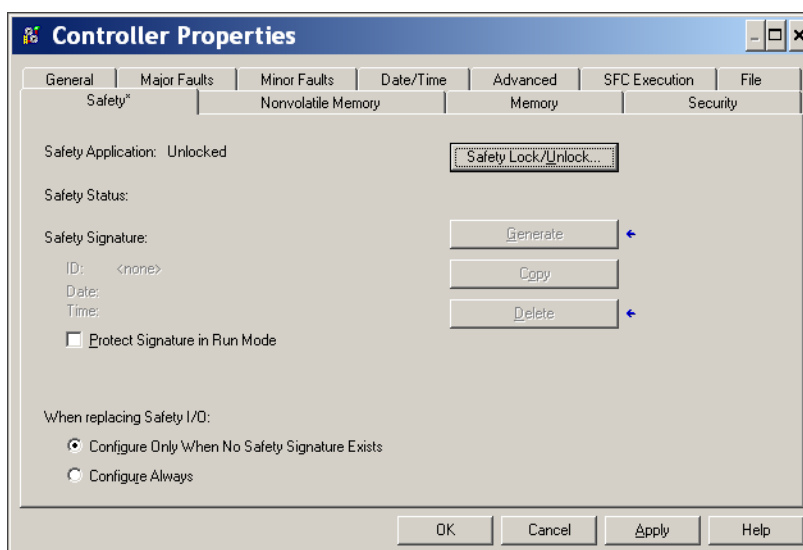 Controller Properties
General Major Faults Minor Faults Date/Time Advanced SFC Execution File
Safety* Nonvolatile Memory Memory Security
Safety Application: Unlocked
Safety Lock/Unlock...
Safety Status:
Safety Signature:
Generate
ID: <none>
Copy
Date:
Time:
Delete
Protect Signature in Run Mode
When replacing Safety I/O:
Configure Only When No Safety Signature Exists
Configure Always
OK Cancel Apply Help